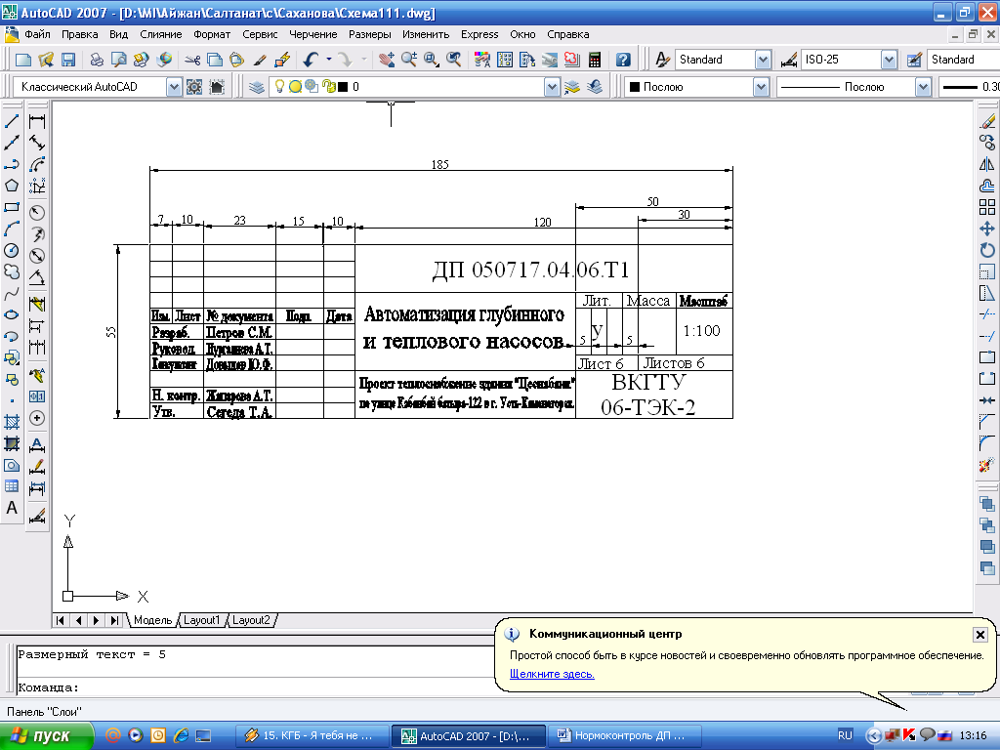 AutoCAD 2007 - [D:\MI\Айжан\Салтанат\с\Саханова\Схема111.dwg]
Файл Правка Вид Слияние Формат Сервис Черчение Размеры Изменить Express Окно Справка
Standard ISO-25 Standard
Классический AutoCAD 0 Послою Послою 0.30
185
50
30
7 10 23 15 10 120
55
ДП 050717.04.06.Т1
Лит. Масса Масштаб
Изм. Лист № документа Подп. Дата
Автоматизация глубинного
и теплового насосов
Разраб. Петров С.М.
Руковод. Нургалиева А.Т.
Консультант Довыдов Ю.Ф.
У 1:100
5 5
Лист 6 Листов 6
Проект теплоснабжение здания "Цеснабанк"
по улице Кабанбай батыра-122 в г. Усть-Каменогорск.
ВКГТУ
06-ТЭК-2
Н. контр. Жапарова А.Т.
Утв. Сегеда Т.А.
Y
X
Модель Layout1 Layout2
Размерный текст = 5
Команда:
Коммуникационный центр
Простой способ быть в курсе новостей и своевременно обновлять программное обеспечение.
Щелкните здесь.
Панель "Слои"
пуск 15. КГБ - Я тебя не ... AutoCAD 2007 - [D:\... Нормоконтроль ДП ... RU 13:16